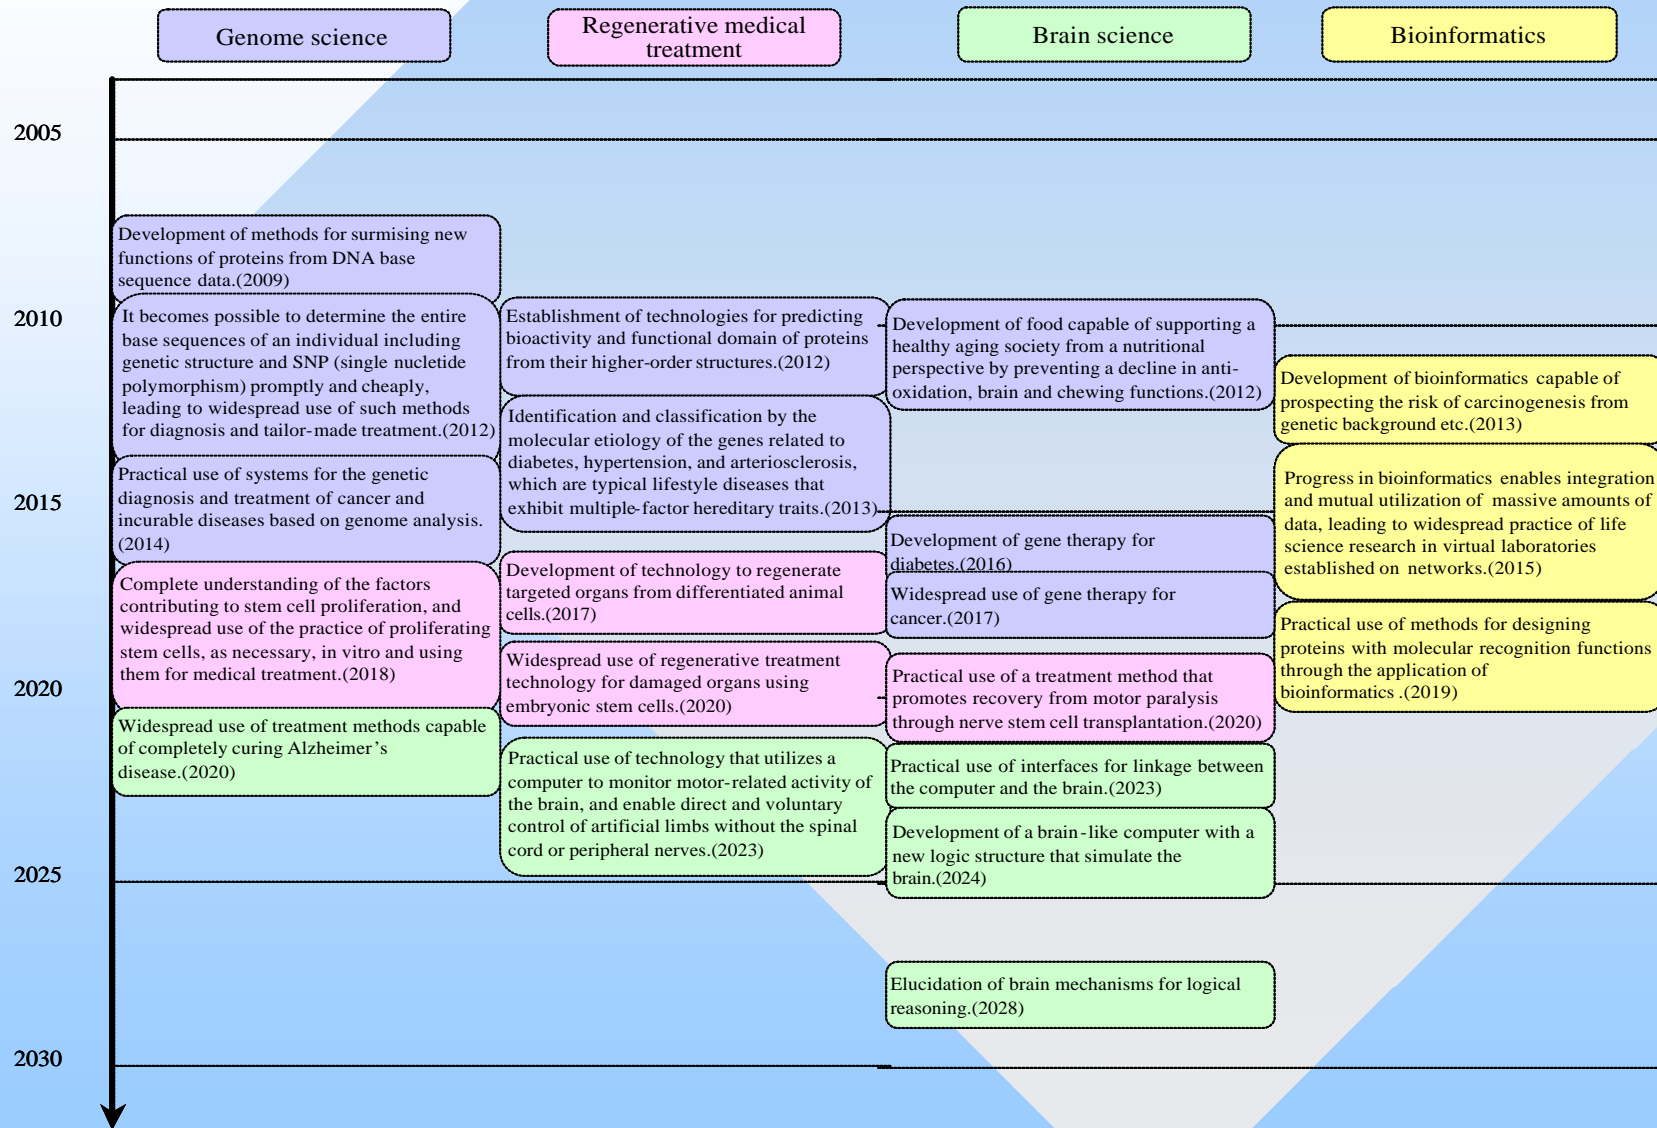 Genome science
Regenerative medical
treatment
Brain science
Bioinformatics
2005
2010
2015
2020
2025
2030
Development of methods for surmising new
functions of proteins from DNA base
sequence data.(2009)
It becomes possible to determine the entire
base sequences of an individual including
genetic structure and SNP (single nucletide
polymorphism) promptly and cheaply,
leading to widespread use of such methods
for diagnosis and tailor-made treatment.(2012)
Practical use of systems for the genetic
diagnosis and treatment of cancer and
incurable diseases based on genome analysis.
(2014)
Complete understanding of the factors
contributing to stem cell proliferation, and
widespread use of the practice of proliferating
stem cells, as necessary, in vitro and using
them for medical treatment.(2018)
Widespread use of treatment methods capable
of completely curing Alzheimer's
disease.(2020)
Establishment of technologies for predicting
bioactivity and functional domain of proteins
from their higher-order structures.(2012)
Identification and classification by the
molecular etiology of the genes related to
diabetes, hypertension, and arteriosclerosis,
which are typical lifestyle diseases that
exhibit multiple-factor hereditary traits.(2013)
Development of technology to regenerate
targeted organs from differentiated animal
cells.(2017)
Widespread use of regenerative treatment
technology for damaged organs using
embryonic stem cells.(2020)
Practical use of technology that utilizes a
computer to monitor motor-related activity of
the brain, and enable direct and voluntary
control of artificial limbs without the spinal
cord or peripheral nerves.(2023)
Development of food capable of supporting a
healthy aging society from a nutritional
perspective by preventing a decline in anti-
oxidation, brain and chewing functions.(2012)
Development of gene therapy for
diabetes.(2016)
Widespread use of gene therapy for
cancer.(2017)
Practical use of a treatment method that
promotes recovery from motor paralysis
through nerve stem cell transplantation.(2020)
Practical use of interfaces for linkage between
the computer and the brain.(2023)
Development of a brain-like computer with a
new logic structure that simulate the
brain.(2024)
Elucidation of brain mechanisms for logical
reasoning.(2028)
Development of bioinformatics capable of
prospecting the risk of carcinogenesis from
genetic background etc.(2013)
Progress in bioinformatics enables integration
and mutual utilization of massive amounts of
data, leading to widespread practice of life
science research in virtual laboratories
established on networks.(2015)
Practical use of methods for designing
proteins with molecular recognition functions
through the application of
bioinformatics .(2019)